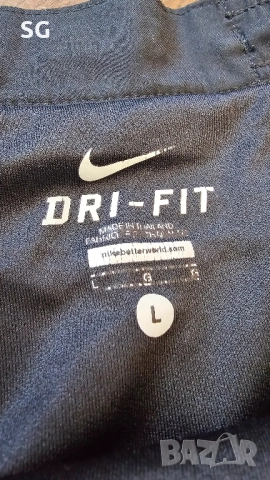 SG
DRI-FIT
MADE IN THAILAND
nikebetterworld.com
L G G
L
BAZAR